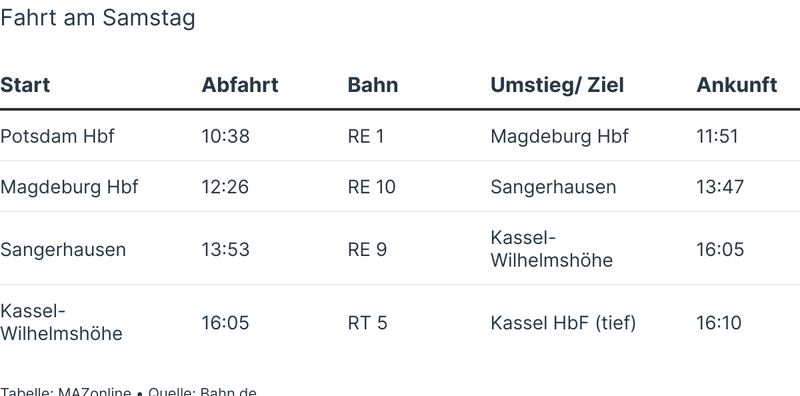 Fahrt am Samstag
Start Abfahrt Bahn Umstieg/ Ziel Ankunft
Potsdam Hbf 10:38 RE 1 Magdeburg Hbf 11:51
Magdeburg Hbf 12:26 RE 10 Sangerhausen 13:47
Sangerhausen 13:53 RE 9 Kassel-
Wilhelmshöhe 16:05
Kassel-
Wilhelmshöhe 16:05 RT 5 Kassel HbF (tief) 16:10
Tabelle: MAZonline • Quelle: Bahn.de